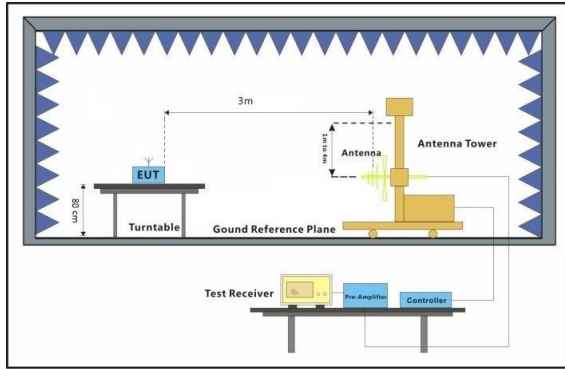 3m
1m to 4m
Antenna
Antenna Tower
EUT
80 cm
Turntable
Gound Reference Plane
Test Receiver
Pre-Amplifier
Controller